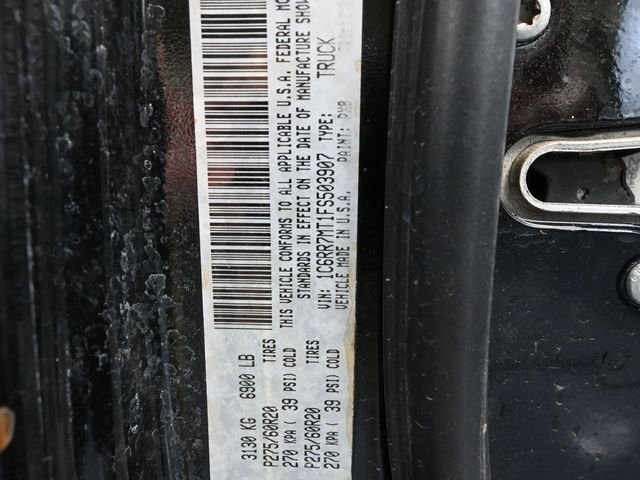 3130 KG 6900 LB
P275/60R20 TIRES
270 KPA ( 39 PSI) COLD
P275/60R20 TIRES
270 KPA ( 39 PSI) COLD
THIS VEHICLE CONFORMS TO ALL APPLICABLE U.S.A. FEDERAL MO
STANDARDS IN EFFECT ON THE DATE OF MANUFACTURE SHOW
VIN: 1C6RR7MT1FS503907 TYPE: TRUCK
VEHICLE MADE IN U.S.A. PAINT: PX8